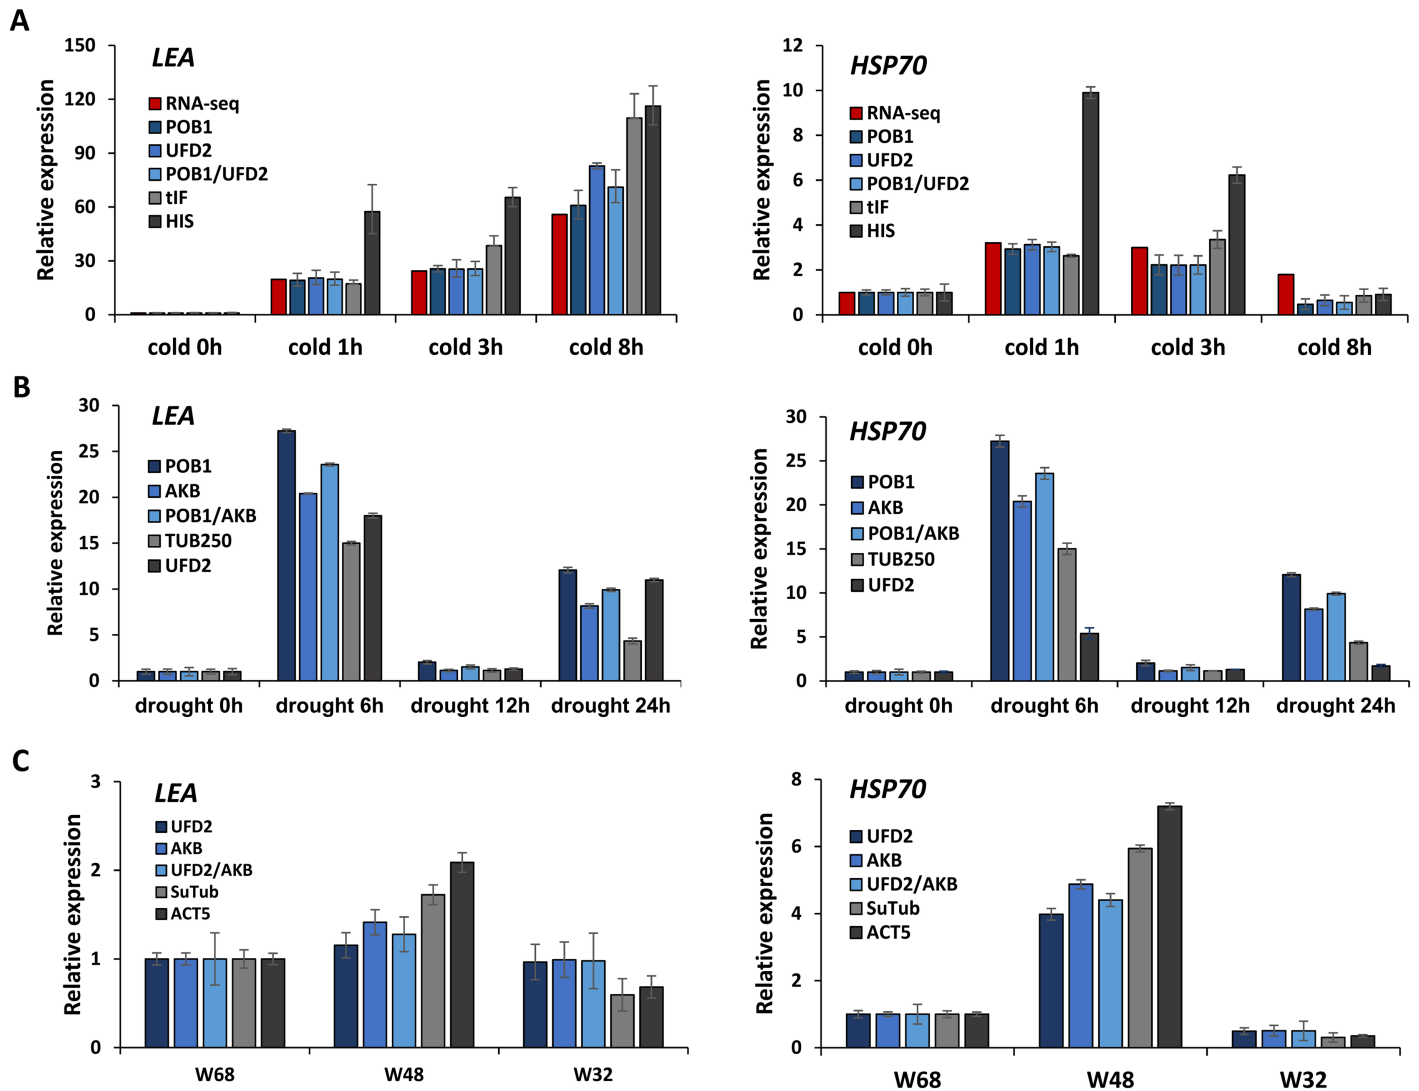 A
LEA
Relative expression
150
120
90
60
30
0
RNA-seq
POB1
UFD2
POB1/UFD2
tIF
HIS
cold 0h
cold 1h
cold 3h
cold 8h
HSP70
Relative expression
12
10
8
6
4
2
0
RNA-seq
POB1
UFD2
POB1/UFD2
tIF
HIS
cold 0h
cold 1h
cold 3h
cold 8h
B
LEA
Relative expression
30
25
20
15
10
5
0
POB1
AKB
POB1/AKB
TUB250
UFD2
drought 0h
drought 6h
drought 12h
drought 24h
HSP70
Relative expression
30
25
20
15
10
5
0
POB1
AKB
POB1/AKB
TUB250
UFD2
drought 0h
drought 6h
drought 12h
drought 24h
C
LEA
Relative expression
3
2
1
0
UFD2
AKB
UFD2/AKB
SuTub
ACT5
W68
W48
W32
HSP70
Relative expression
8
6
4
2
0
UFD2
AKB
UFD2/AKB
SuTub
ACT5
W68
W48
W32